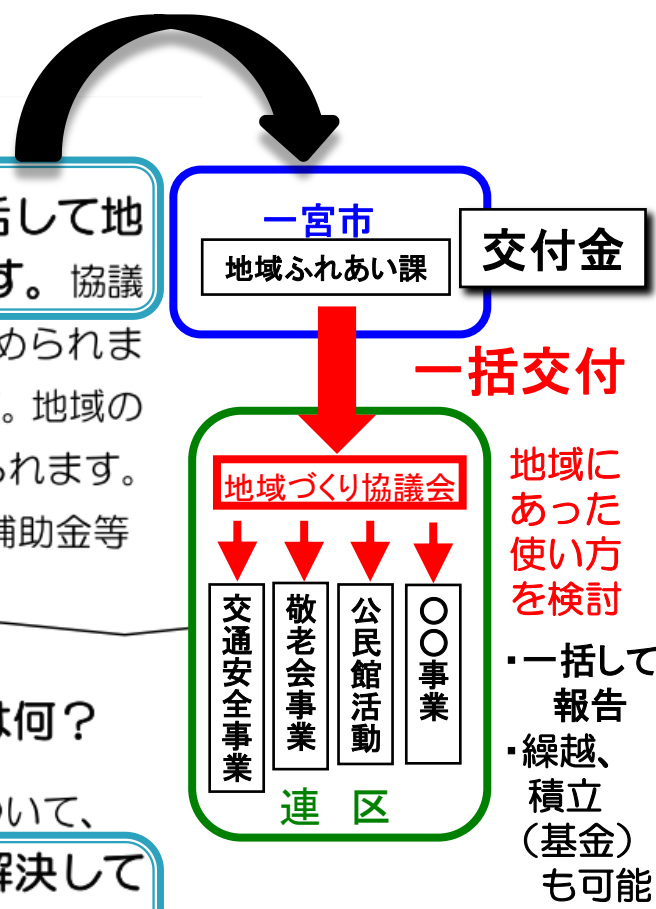 括して地
す。協議
められま
。地域の
られます。
補助金等
は何？
ついて、
解決して
一宮市
地域ふれあい課
交付金
一括交付
地域づくり協議会
交通安全事業
敬老会事業
公民館活動
〇〇事業
連 区
地域に
あった
使い方
を検討
・一括して
報告
・繰越、
積立
（基金）
も可能